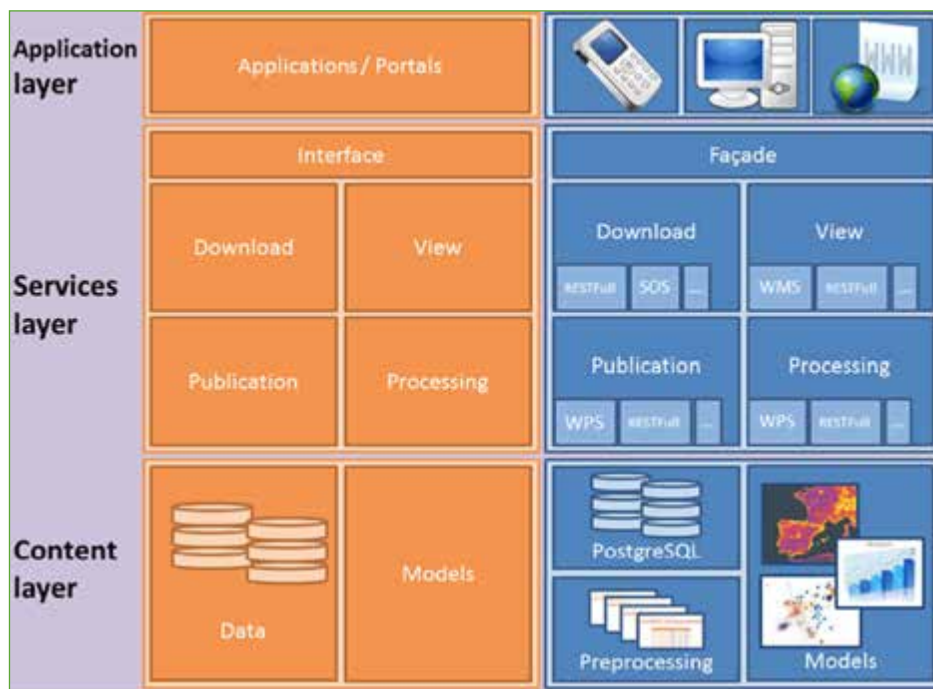 Application
layer
Applications / Portals
WWW
Services
layer
Interface
Download
View
Publication
Processing
Façade
Download
RESTFull
SOS
...
View
WMS
RESTFull
...
Publication
WPS
RESTFull
...
Processing
WPS
RESTFull
...
Content
layer
Data
Models
PostgreSQL
Preprocessing
Models